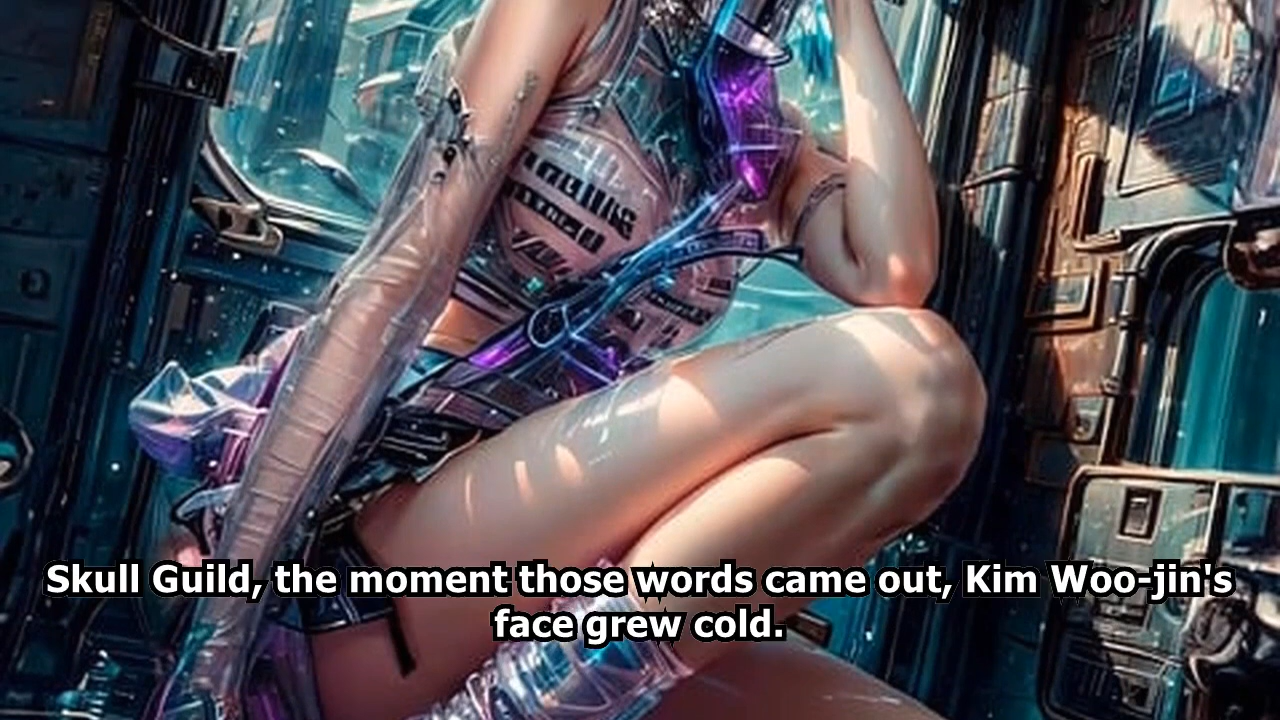 Skull Guild, the moment those words came out, Kim Woo-jin's
face grew cold.